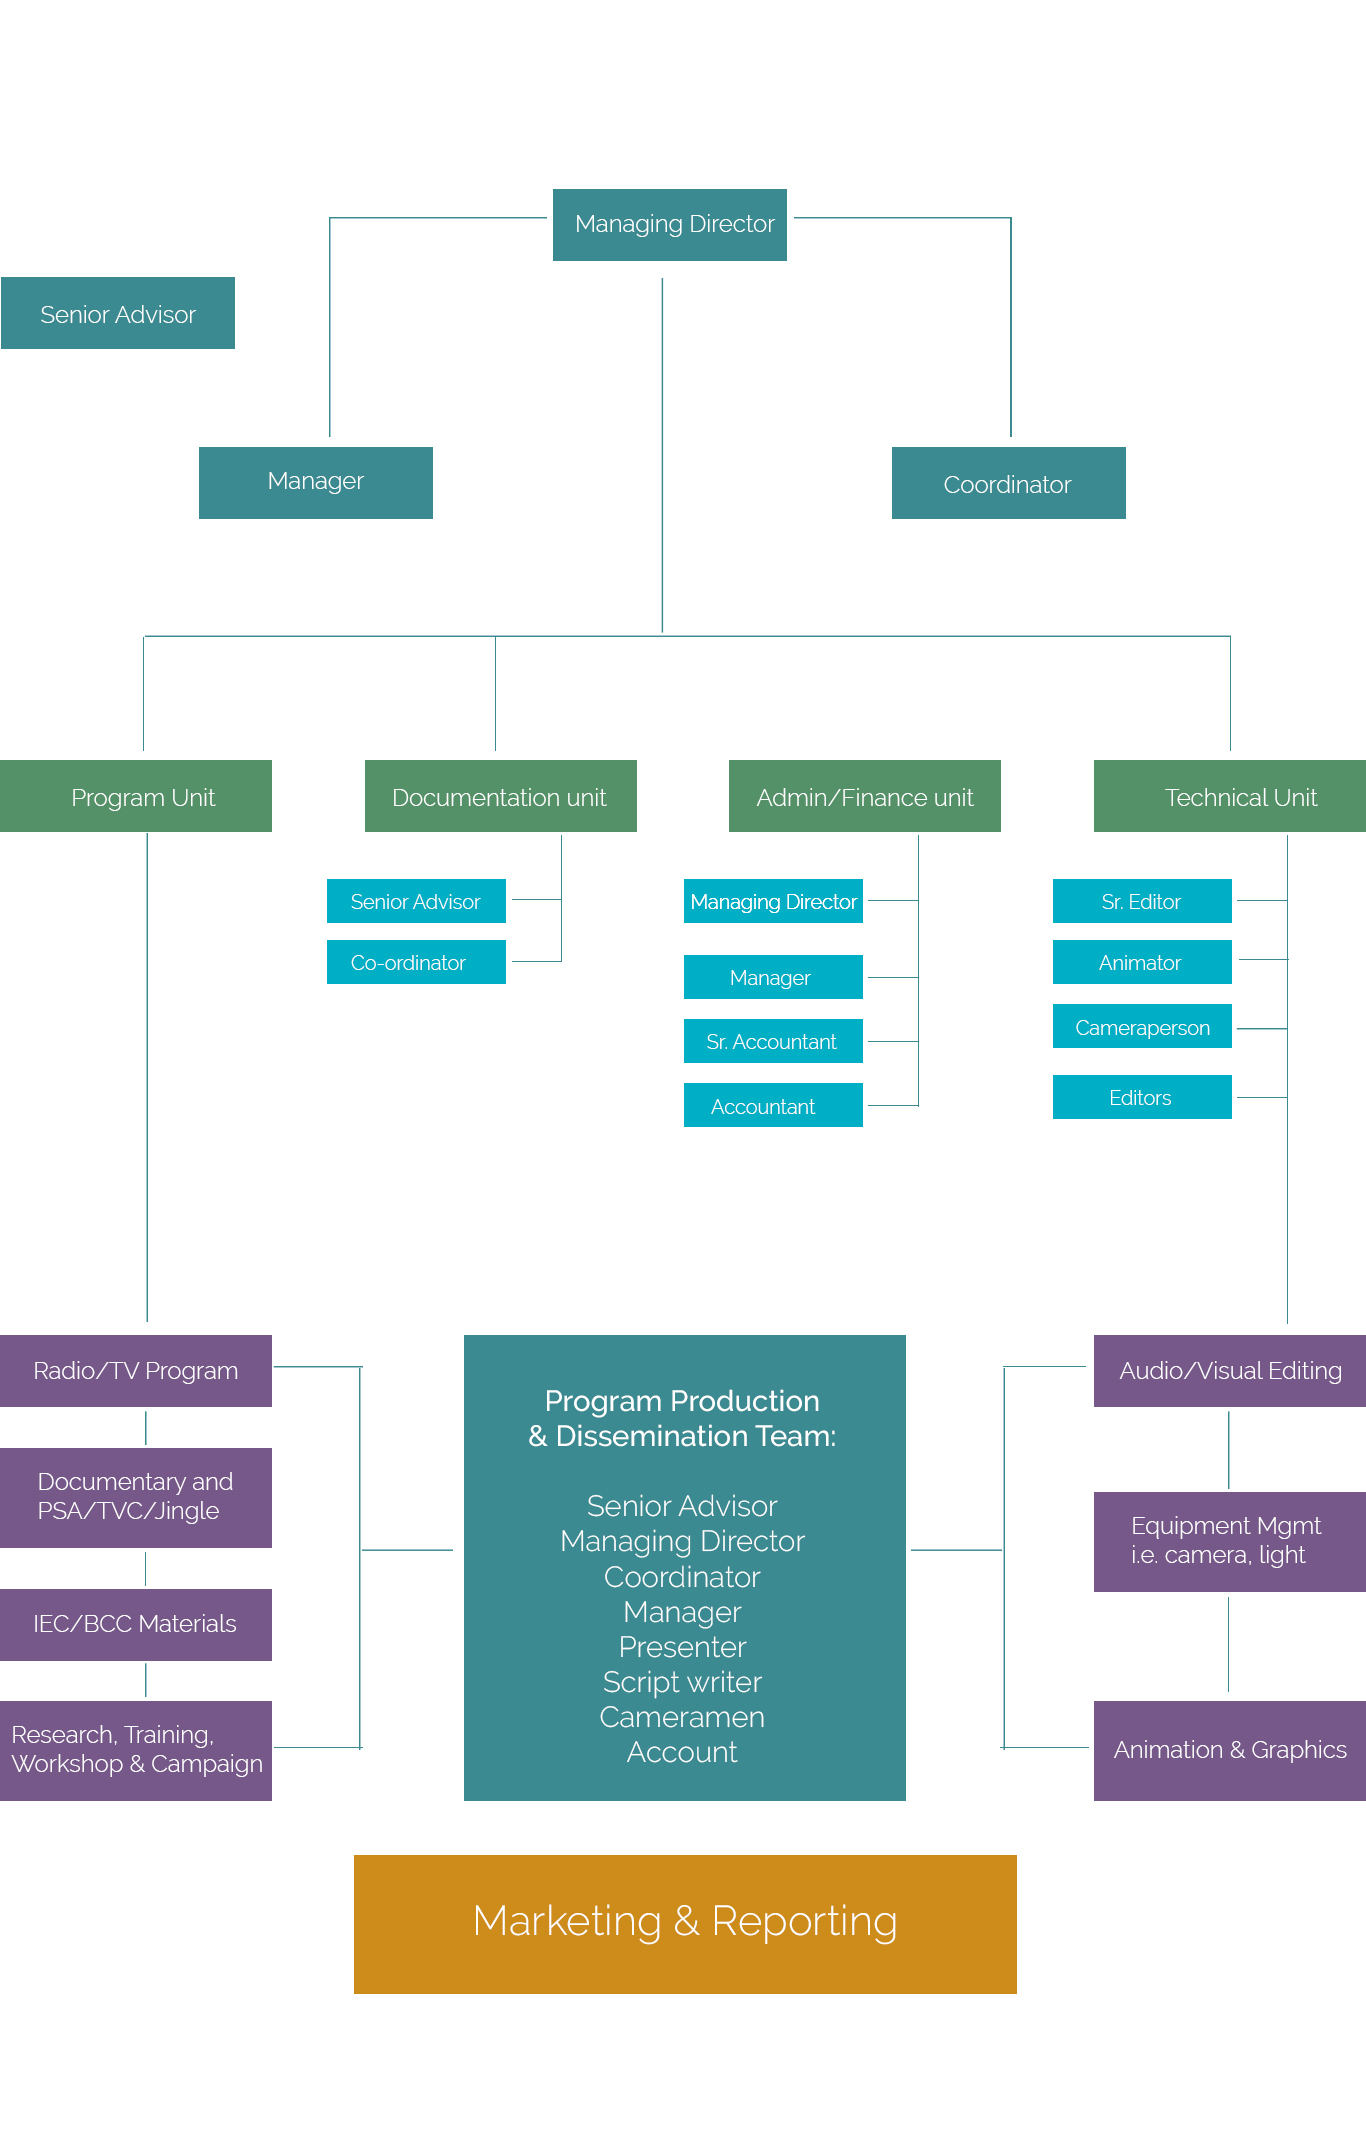 Managing Director
Senior Advisor
Manager
Coordinator
Program Unit
Documentation unit
Admin/Finance unit
Technical Unit
Senior Advisor
Co-ordinator
Managing Director
Manager
Sr. Accountant
Accountant
Sr. Editor
Animator
Cameraperson
Editors
Radio/TV Program
Documentary and
PSA/TVC/Jingle
IEC/BCC Materials
Research, Training,
Workshop & Campaign
Program Production
& Dissemination Team:
Senior Advisor
Managing Director
Coordinator
Manager
Presenter
Script writer
Cameramen
Account
Audio/Visual Editing
Equipment Mgmt
i.e. camera, light
Animation & Graphics
Marketing & Reporting